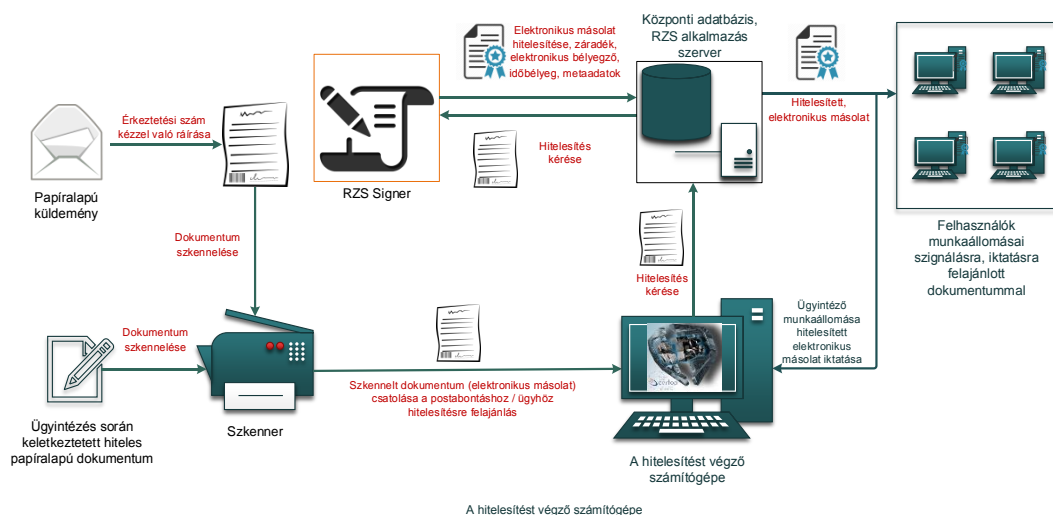 Elektronikus másolat
hitelesítése, záradék,
elektronikus bélyegző,
időbélyeg, metaadatok
Központi adatbázis,
RZS alkalmazás
szerver
Érkeztetési szám
kézzel való ráírása
Hitelesítés
kérése
Hitelesített,
elektronikus másolat
Papíralapú
küldemény
RZS Signer
Dokumentum
szkennelése
Hitelesítés
kérése
Felhasználók
munkaállomásai
szignálásra, iktatásra
felajánlott
dokumentummal
Dokumentum
szkennelése
Szkennelt dokumentum (elektronikus másolat)
csatolása a postabontáshoz / ügyhöz
hitelesítésre felajánlás
Ügyintéző
munkaállomása
hitelesített
elektronikus
másolat iktatása
Ügyintézés során
keletkeztetett hiteles
papíralapú dokumentum
Szkenner
A hitelesítést végző
számítógépe
A hitelesítést végző számítógépe